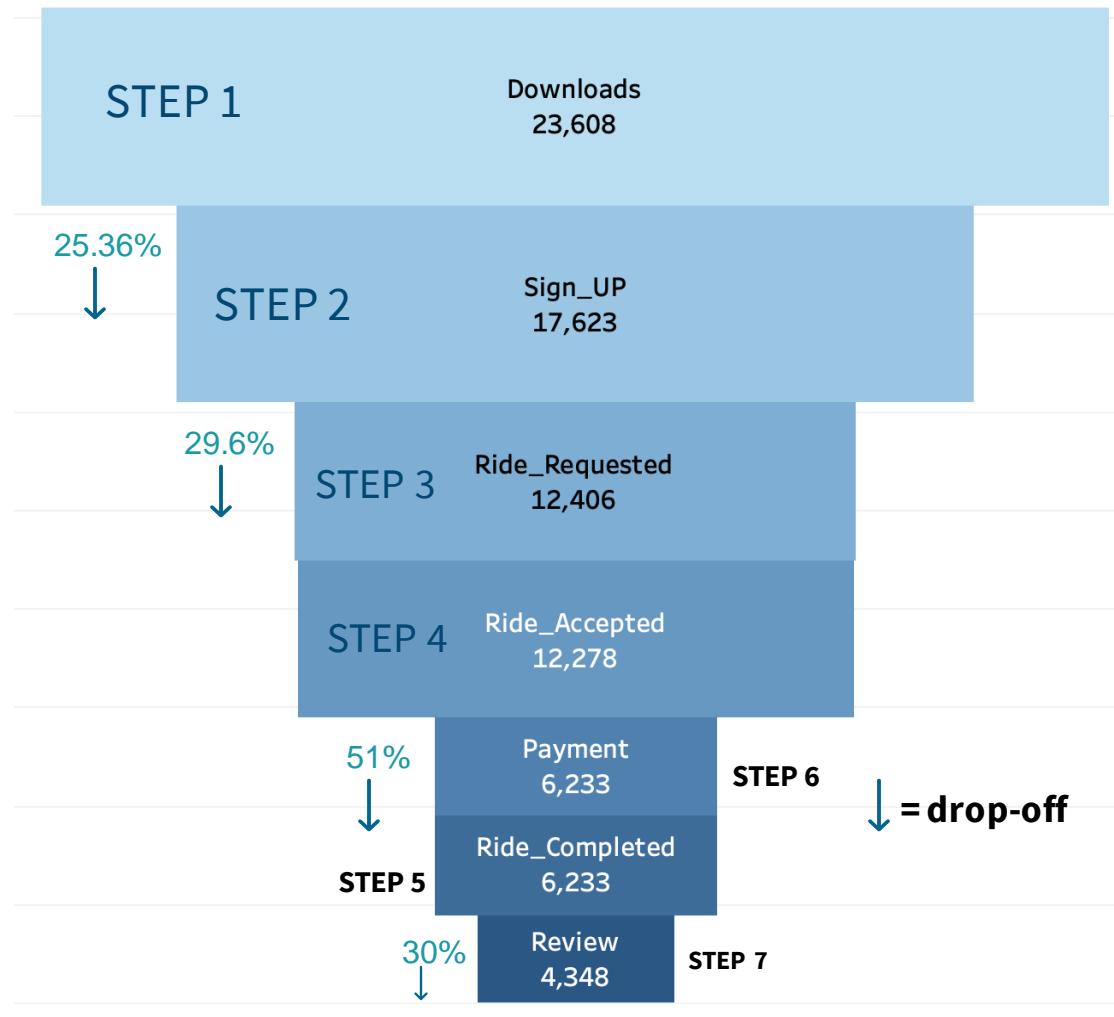 STEP 1
Downloads
23,608
25.36%
STEP 2
Sign_UP
17,623
29.6%
STEP 3
Ride_Requested
12,406
STEP 4
Ride_Accepted
12,278
51%
Payment
6,233
STEP 6
= drop-off
STEP 5
Ride_Completed
6,233
30%
Review
4,348
STEP 7